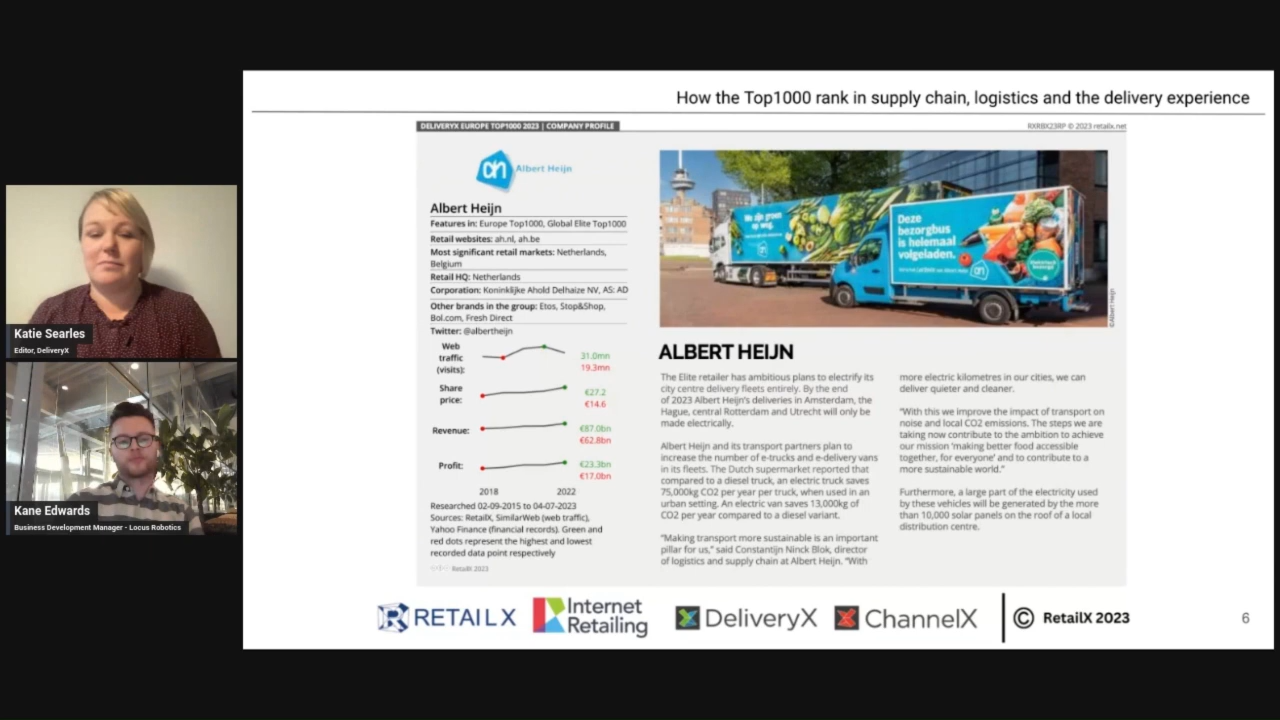 How the Top1000 rank in supply chain, logistics and the delivery experience
DELIVERYX EUROPE TOP1000 2023 | COMPANY PROFILE
RXRBX23RP © 2023 retailx.net
Albert Heijn
Albert Heijn
Features in: Europe Top1000, Global Elite Top1000
Retail websites: ah.nl, ah.be
Most significant retail markets: Netherlands,
Belgium
Retail HQ: Netherlands
Corporation: Koninklijke Ahold Delhaize NV, AS: AD
Other brands in the group: Etos, Stop&Shop,
Bol.com, Fresh Direct
Twitter: @albertheijn
Web
traffic
(visits):
31.0mn
19.3mn
Share
price:
€27.2
€14.6
Revenue:
€87.0bn
€62.8bn
Profit:
€23.3bn
€17.0bn
2018
2022
Researched 02-09-2015 to 04-07-2023
Sources: RetailX, SimilarWeb (web traffic),
Yahoo Finance (financial records). Green and
red dots represent the highest and lowest
recorded data point respectively
RetailX 2023
We zijn groen
op weg.
Deze
bezorgbus
is helemaal
volgeladen.
©Albert Heijn
ALBERT HEIJN
The Elite retailer has ambitious plans to electrify its
city centre delivery fleets entirely. By the end
of 2023 Albert Heijn's deliveries in Amsterdam, the
Hague, central Rotterdam and Utrecht will only be
made electrically.
Albert Heijn and its transport partners plan to
increase the number of e-trucks and e-delivery vans
in its fleets. The Dutch supermarket reported that
compared to a diesel truck, an electric truck saves
75,000kg CO2 per year per truck, when used in an
urban setting. An electric van saves 13,000kg of
CO2 per year compared to a diesel variant.
"Making transport more sustainable is an important
pillar for us," said Constantijn Ninck Blok, director
of logistics and supply chain at Albert Heijn. "With
more electric kilometres in our cities, we can
deliver quieter and cleaner.
"With this we improve the impact of transport on
noise and local CO2 emissions. The steps we are
taking now contribute to the ambition to achieve
our mission 'making better food accessible
together, for everyone' and to contribute to a
more sustainable world."
Furthermore, a large part of the electricity used
by these vehicles will be generated by the more
than 10,000 solar panels on the roof of a local
distribution centre.
Katie Searles
Editor, DeliveryX
Kane Edwards
Business Development Manager - Locus Robotics
RETAIL X
Internet
Retailing
DeliveryX
ChannelX
© RetailX 2023
6